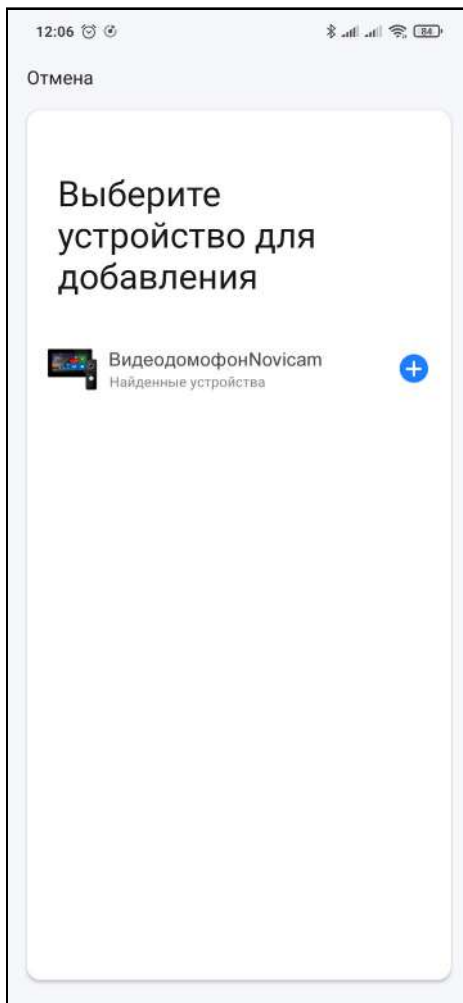 12:06
84
Отмена
Выберите
устройство для
добавления
ВидеодомофонNovicam
Найденные устройства